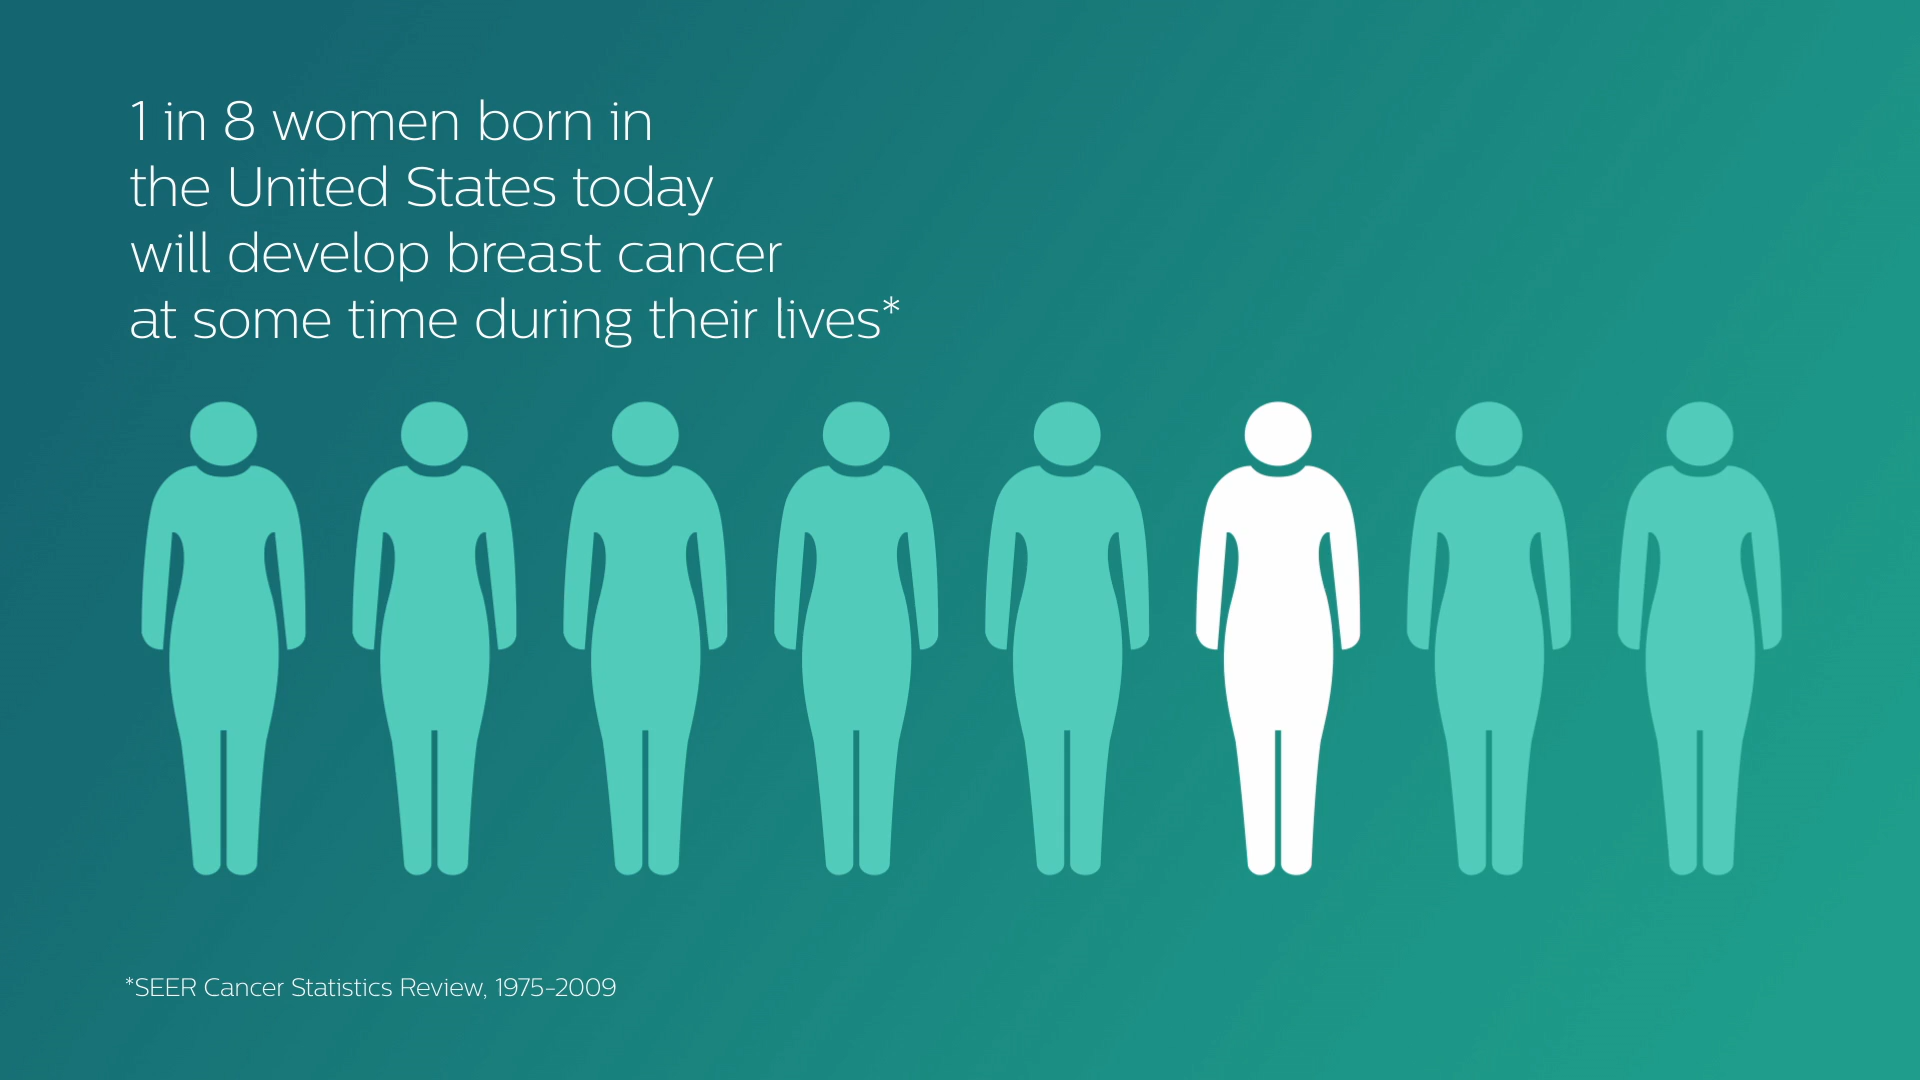 1 in 8 women born in
the United States today
will develop breast cancer
at some time during their lives*
*SEER Cancer Statistics Review, 1975-2009